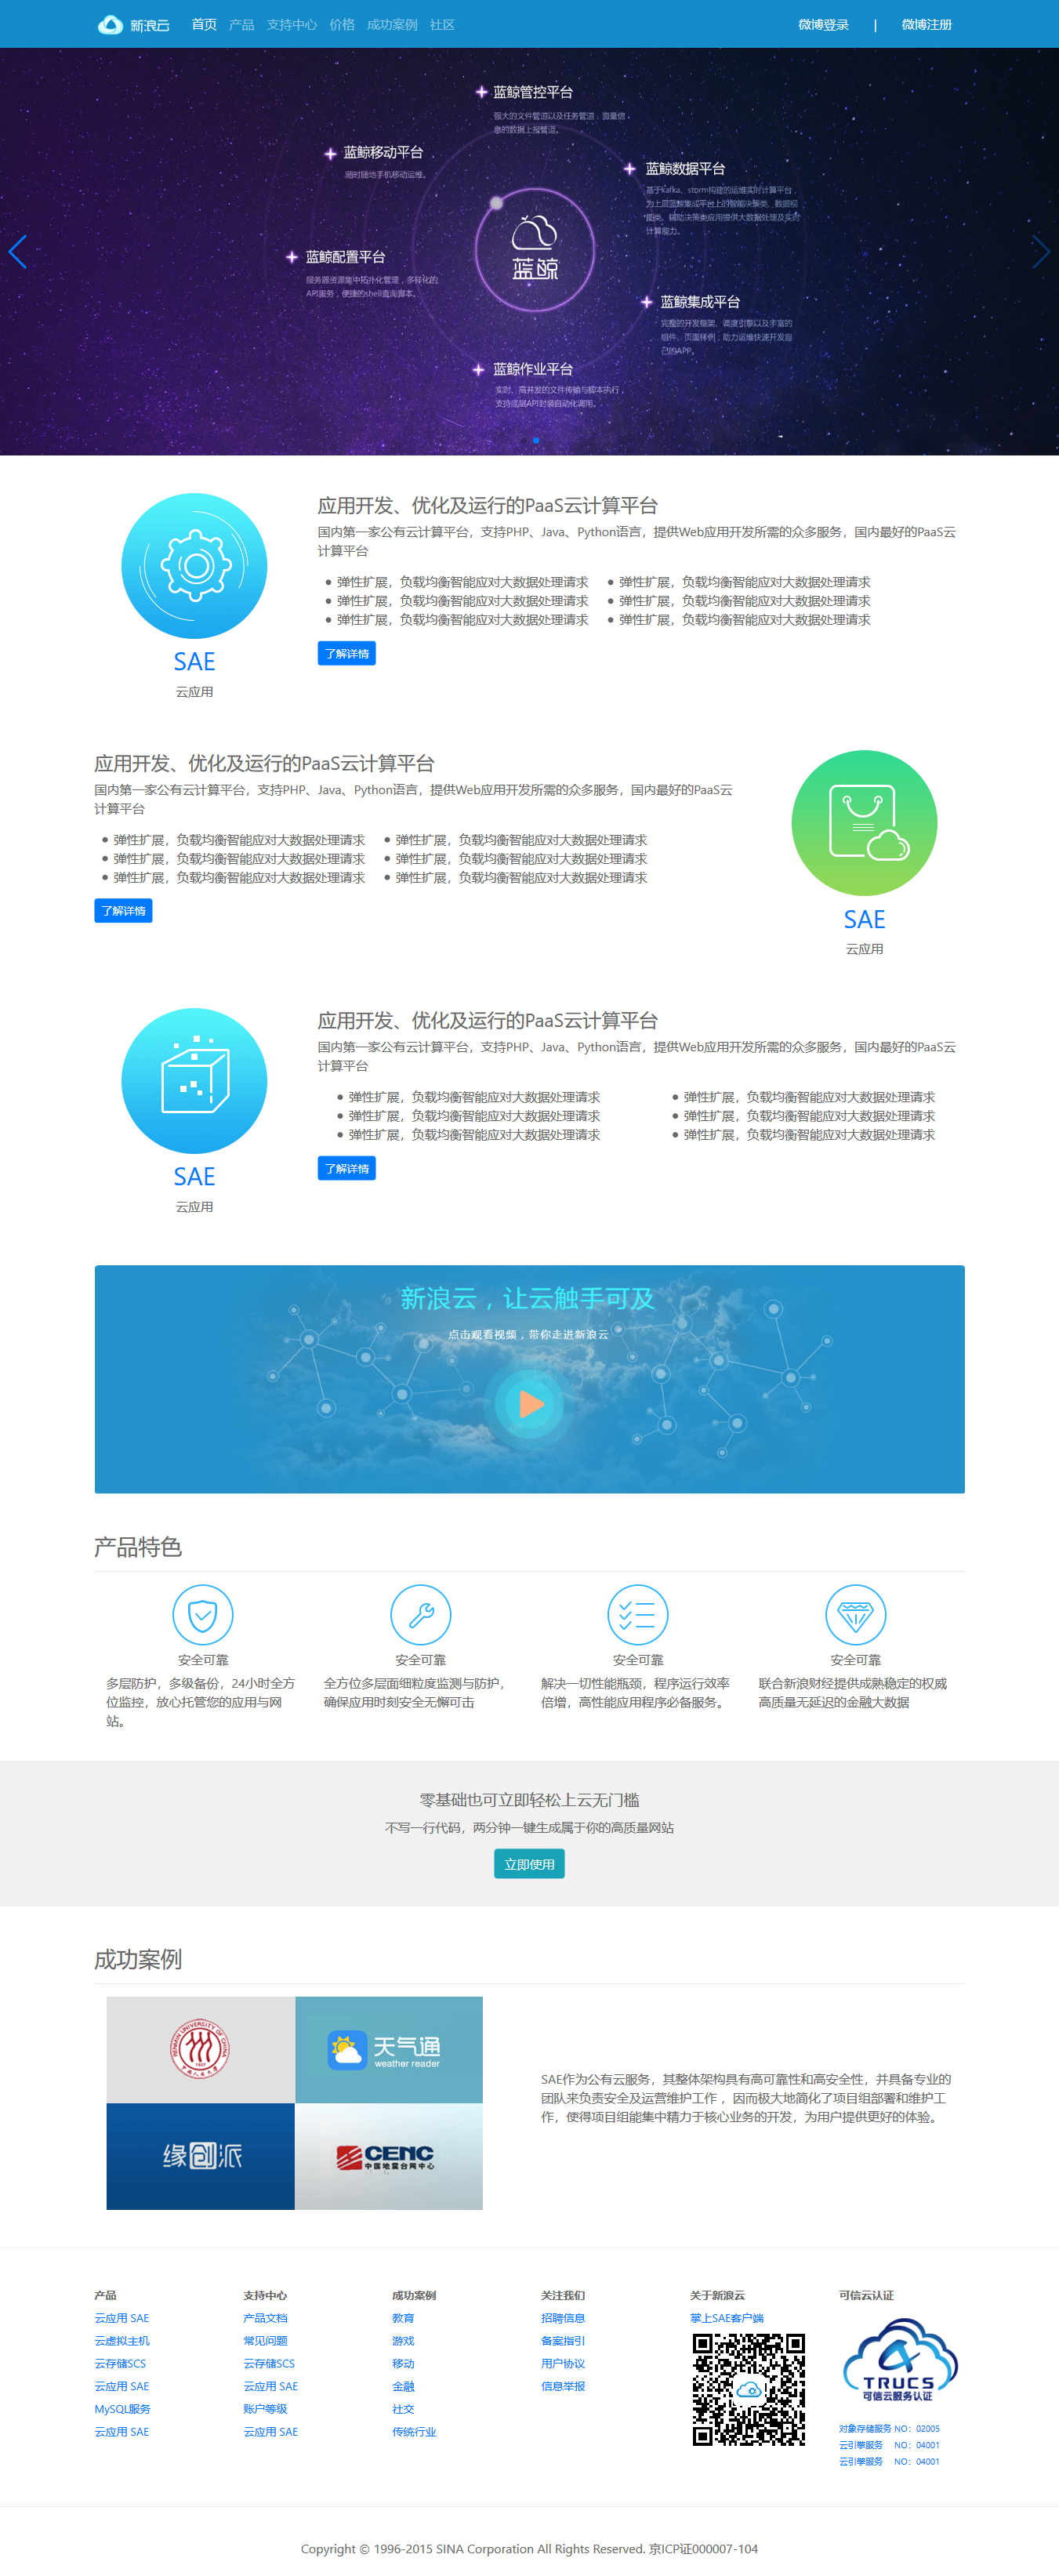 新浪云 首页 产品 支持中心 价格 成功案例 社区 微博登录 | 微博注册
蓝鲸管控平台
强大的文件管道以及任务管道,海量信
息的数据上报管道。
蓝鲸移动平台
随时随地手机移动运维。
蓝鲸数据平台
基于kafka、storm构建的运维实时计算平台,
为上层蓝鲸集成平台上的智能决策类、数据视
图类、辅助决策类应用提供大数据处理及实时
计算能力。
蓝鲸
蓝鲸配置平台
服务器资源集中拓扑化管理,多样化的
API服务,便捷的shell查询脚本。
蓝鲸集成平台
完整的开发框架、调度引擎以及丰富的
组件、页面样例;助力运维快速开发自
己的APP。
蓝鲸作业平台
实时、高并发的文件传输与脚本执行,
支持底层API封装自动化调用。
应用开发、优化及运行的PaaS云计算平台
国内第一家公有云计算平台，支持PHP、Java、Python语言，提供Web应用开发所需的众多服务，国内最好的PaaS云
计算平台
弹性扩展，负载均衡智能应对大数据处理请求 弹性扩展，负载均衡智能应对大数据处理请求
弹性扩展，负载均衡智能应对大数据处理请求 弹性扩展，负载均衡智能应对大数据处理请求
弹性扩展，负载均衡智能应对大数据处理请求 弹性扩展，负载均衡智能应对大数据处理请求
了解详情
SAE
云应用
应用开发、优化及运行的PaaS云计算平台
国内第一家公有云计算平台，支持PHP、Java、Python语言，提供Web应用开发所需的众多服务，国内最好的PaaS云
计算平台
弹性扩展，负载均衡智能应对大数据处理请求 弹性扩展，负载均衡智能应对大数据处理请求
弹性扩展，负载均衡智能应对大数据处理请求 弹性扩展，负载均衡智能应对大数据处理请求
弹性扩展，负载均衡智能应对大数据处理请求 弹性扩展，负载均衡智能应对大数据处理请求
了解详情
SAE
云应用
应用开发、优化及运行的PaaS云计算平台
国内第一家公有云计算平台，支持PHP、Java、Python语言，提供Web应用开发所需的众多服务，国内最好的PaaS云
计算平台
弹性扩展，负载均衡智能应对大数据处理请求 弹性扩展，负载均衡智能应对大数据处理请求
弹性扩展，负载均衡智能应对大数据处理请求 弹性扩展，负载均衡智能应对大数据处理请求
弹性扩展，负载均衡智能应对大数据处理请求 弹性扩展，负载均衡智能应对大数据处理请求
了解详情
SAE
云应用
新浪云，让云触手可及
点击观看视频，带你走进新浪云
产品特色
安全可靠 安全可靠 安全可靠 安全可靠
多层防护，多级备份，24小时全方
位监控，放心托管您的应用与网
站。
全方位多层面细粒度监测与防护，
确保应用时刻安全无懈可击
解决一切性能瓶颈，程序运行效率
倍增，高性能应用程序必备服务。
联合新浪财经提供成熟稳定的权威
高质量无延迟的金融大数据
零基础也可立即轻松上云无门槛
不写一行代码，两分钟一键生成属于你的高质量网站
立即使用
成功案例
RENMIN UNIVERSITY OF CHINA
1937
中国人民大学
天气通
weather reader
缘创派
CENC
中国地震台网中心
SAE作为公有云服务，其整体架构具有高可靠性和高安全性，并具备专业的
团队来负责安全及运营维护工作 ，因而极大地简化了项目组部署和维护工
作，使得项目组能集中精力于核心业务的开发，为用户提供更好的体验。
产品
云应用 SAE
云虚拟主机
云存储SCS
云应用 SAE
MySQL服务
云应用 SAE
支持中心
产品文档
常见问题
云存储SCS
云应用 SAE
账户等级
云应用 SAE
成功案例
教育
游戏
移动
金融
社交
传统行业
关注我们
招聘信息
备案指引
用户协议
信息举报
关于新浪云
掌上SAE客户端
可信云认证
TRUCS
可信云服务认证
对象存储服务 NO：02005
云引擎服务 NO：04001
云引擎服务 NO：04001
Copyright © 1996-2015 SINA Corporation All Rights Reserved. 京ICP证000007-104